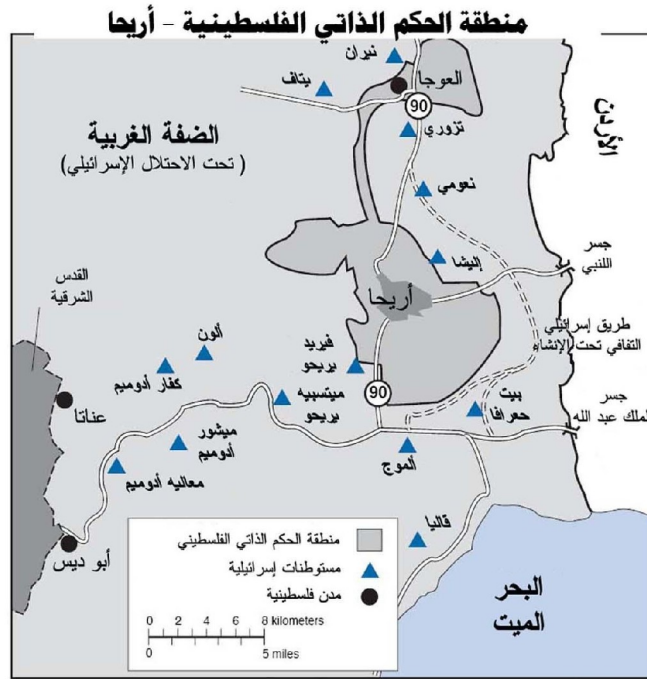 منطقة الحكم الذاتي الفلسطينية - أريحا
نيران
العوجا
يتاف
90
تزوري
الأردن
الضفة الغربية
( تحت الاحتلال الإسرائيلي)
نعومي
إليشا
جسر
اللنبي
القدس
الشرقية
أريحا
طريق إسرائيلي
التفافي تحت الإنشاء
ألون
فيريد
يريحو
كفار أدوميم
90
ميتسبيه
يريحو
بيت
حعرافا
جسر
الملك عبد الله
عناتا
ميشور
أدوميم
ألموج
معاليه أدوميم
قاليا
أبو ديس
منطقة الحكم الذاتي الفلسطيني
مستوطنات إسرائيلية
مدن فلسطينية
0 2 4 6 8 kilometers
0 5 miles
البحر
الميت